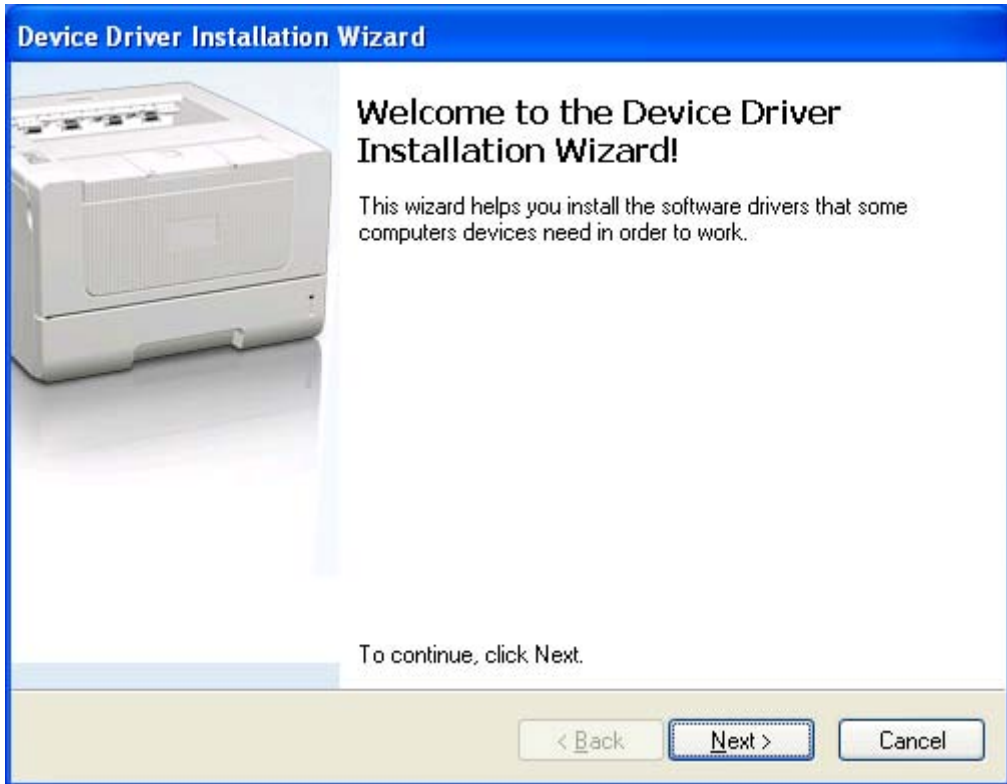 Device Driver Installation Wizard
Welcome to the Device Driver
Installation Wizard!
This wizard helps you install the software drivers that some
computers devices need in order to work.
To continue, click Next.
< Back
Next >
Cancel